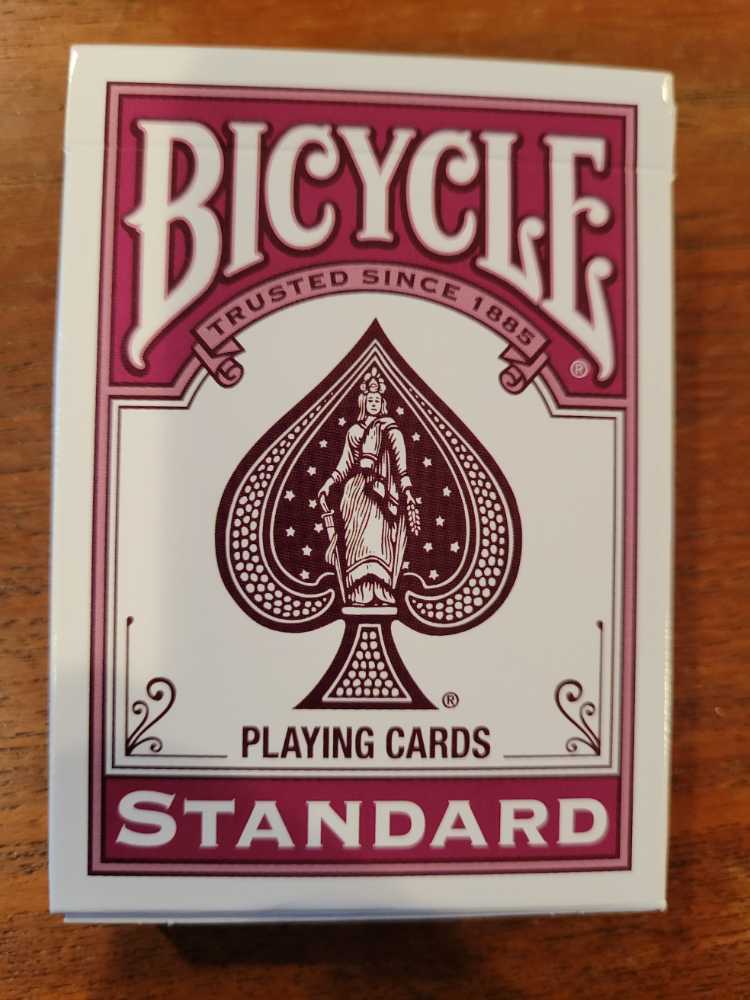 BICYCLE
®
TRUSTED SINCE 1885
®
PLAYING CARDS
STANDARD